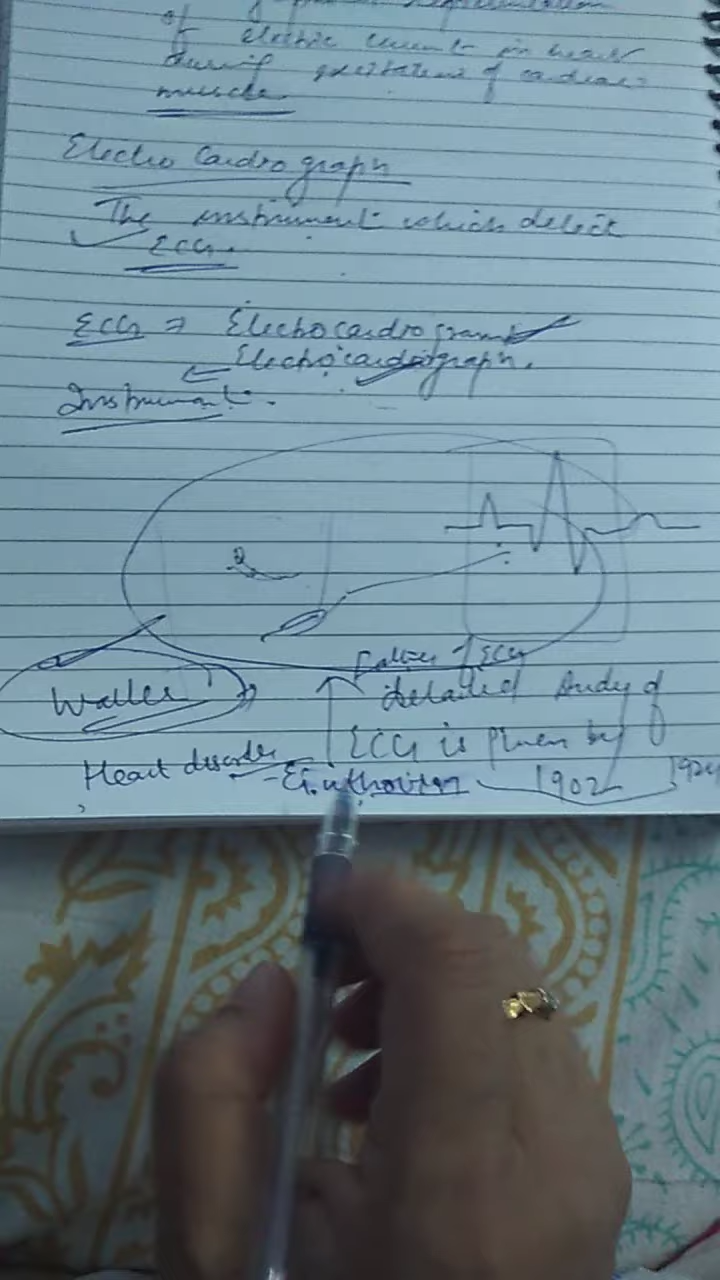 of electric current in heart
during excitation of cardiac
muscle
Electro Cardiograph
The instrument which detect
ECG.
ECG ⇒ Electrocardiogram
Electrocardiograph.
Instrument.
Father of ECG
Waller
detailed study of
ECG is given by
Heart disorder
Einthoven 1902 1924